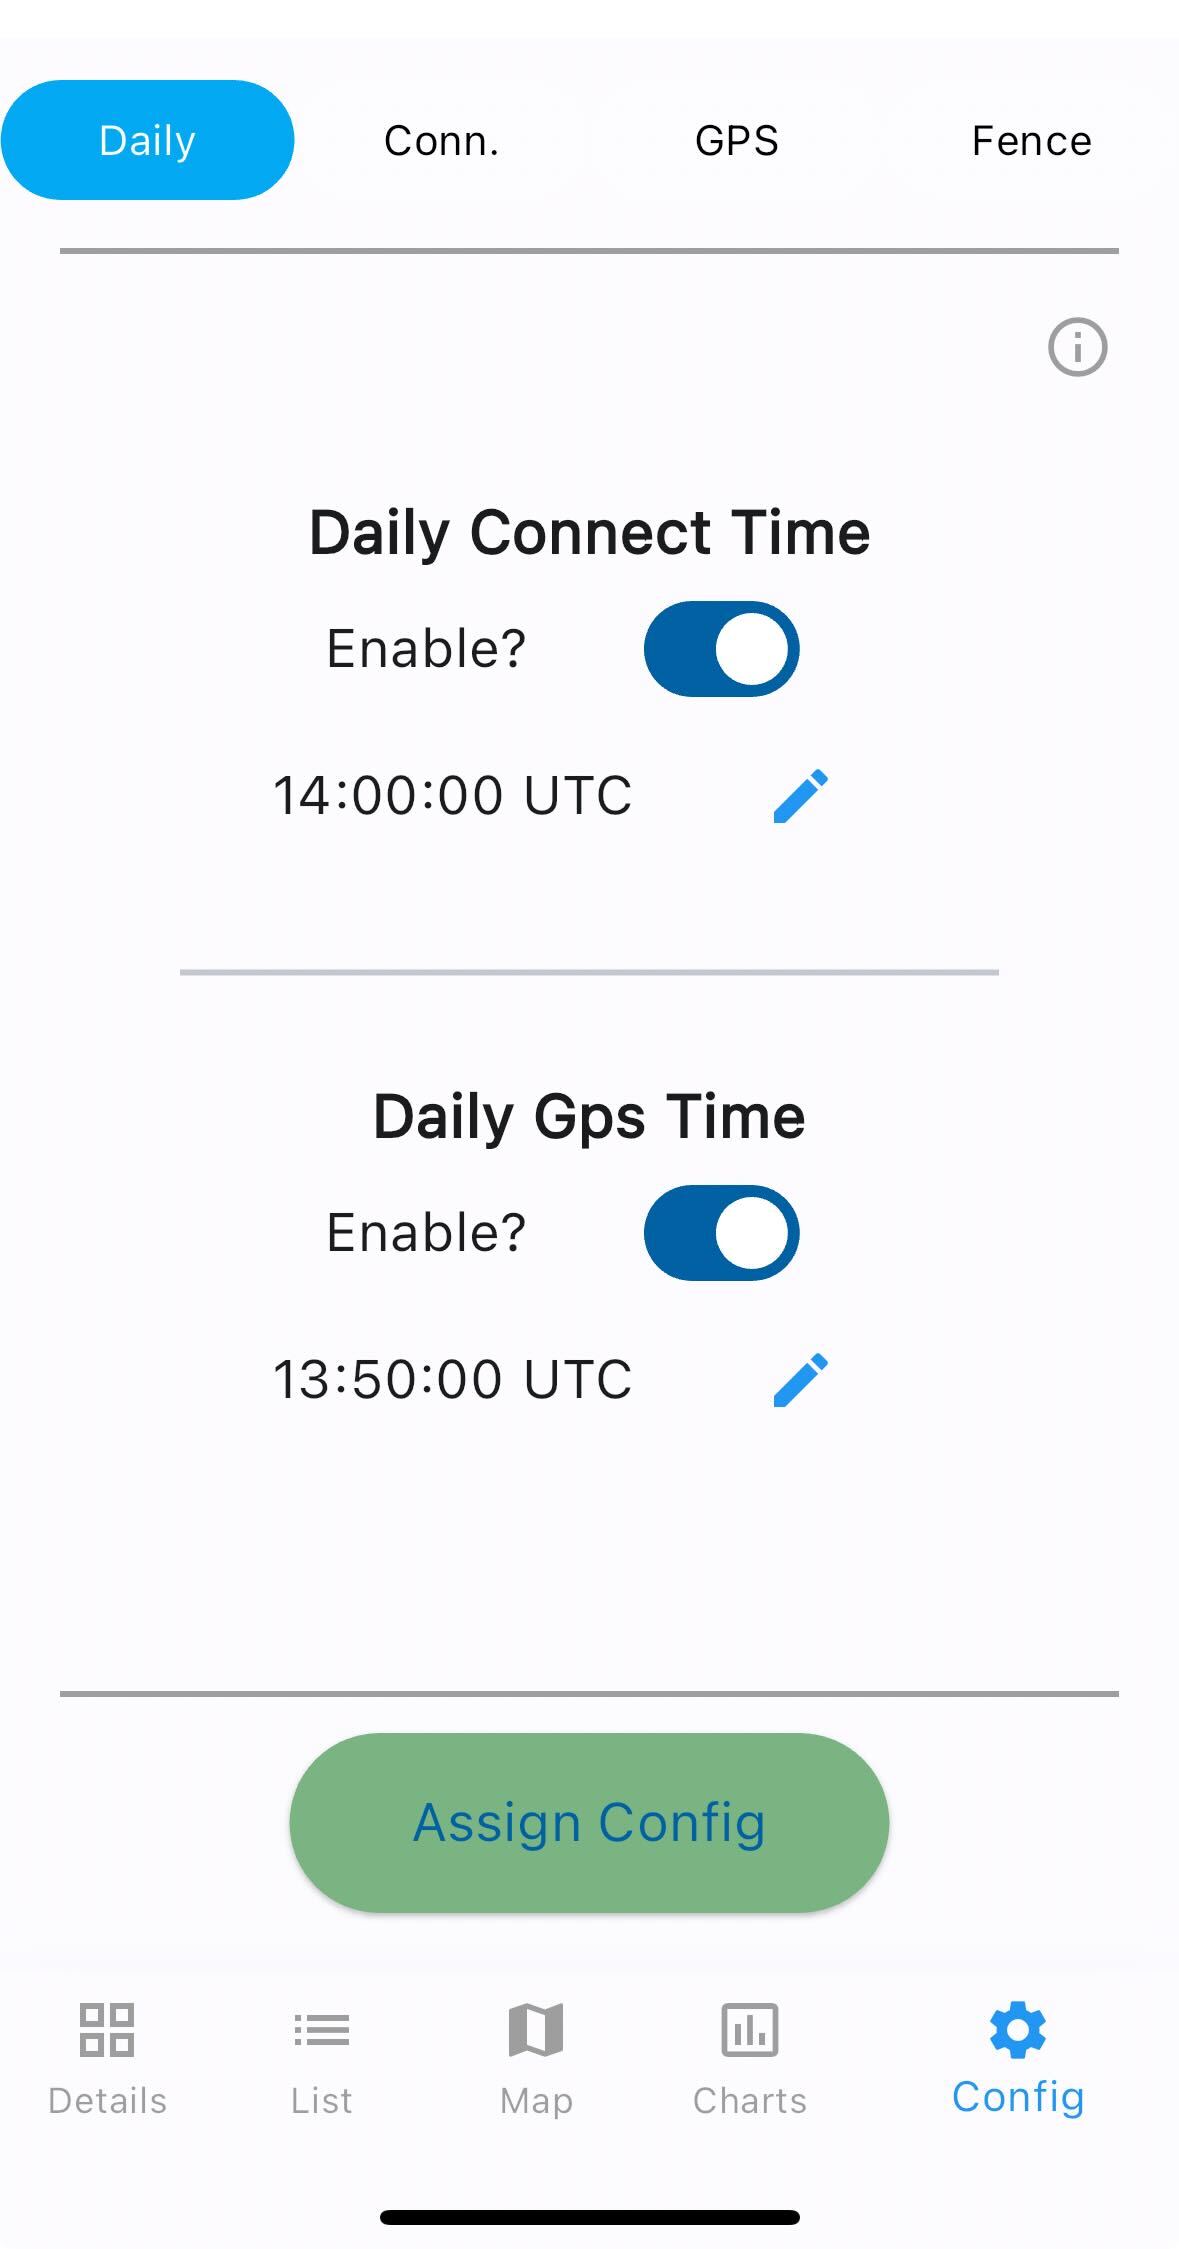 Daily Conn. GPS Fence
Daily Connect Time
Enable?
14:00:00 UTC
Daily Gps Time
Enable?
13:50:00 UTC
Assign Config
Details List Map Charts Config